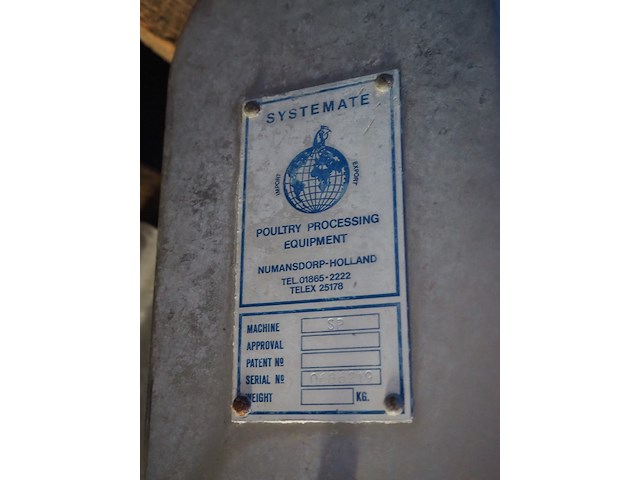 SYSTEMATE
IMPORT EXPORT
POULTRY PROCESSING
EQUIPMENT
NUMANSDORP-HOLLAND
TEL.01865-2222
TELEX 25178
MACHINE SP
APPROVAL
PATENT Nº
SERIAL Nº
WEIGHT KG.